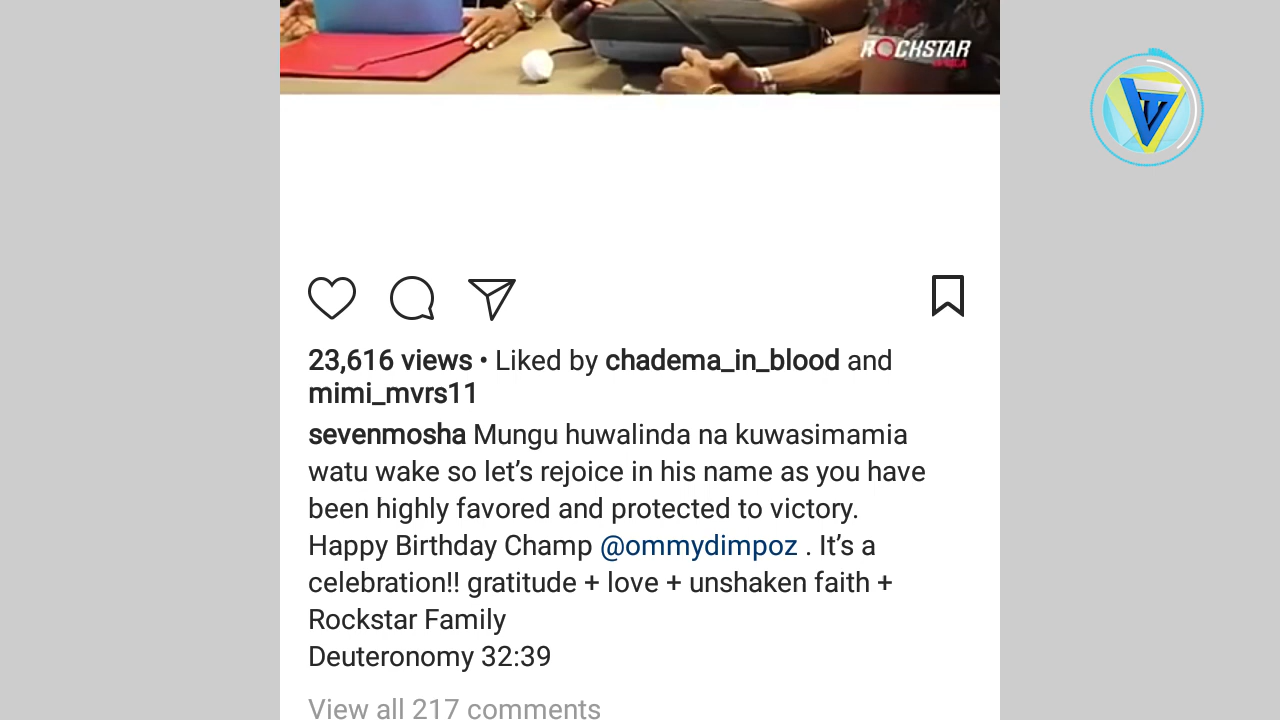 ROCKSTAR
AFRICA
V
23,616 views • Liked by chadema_in_blood and
mimi_mvrs11
sevenmosha Mungu huwalinda na kuwasimamia
watu wake so let’s rejoice in his name as you have
been highly favored and protected to victory.
Happy Birthday Champ @ommydimpoz . It’s a
celebration!! gratitude + love + unshaken faith +
Rockstar Family
Deuteronomy 32:39
View all 217 comments